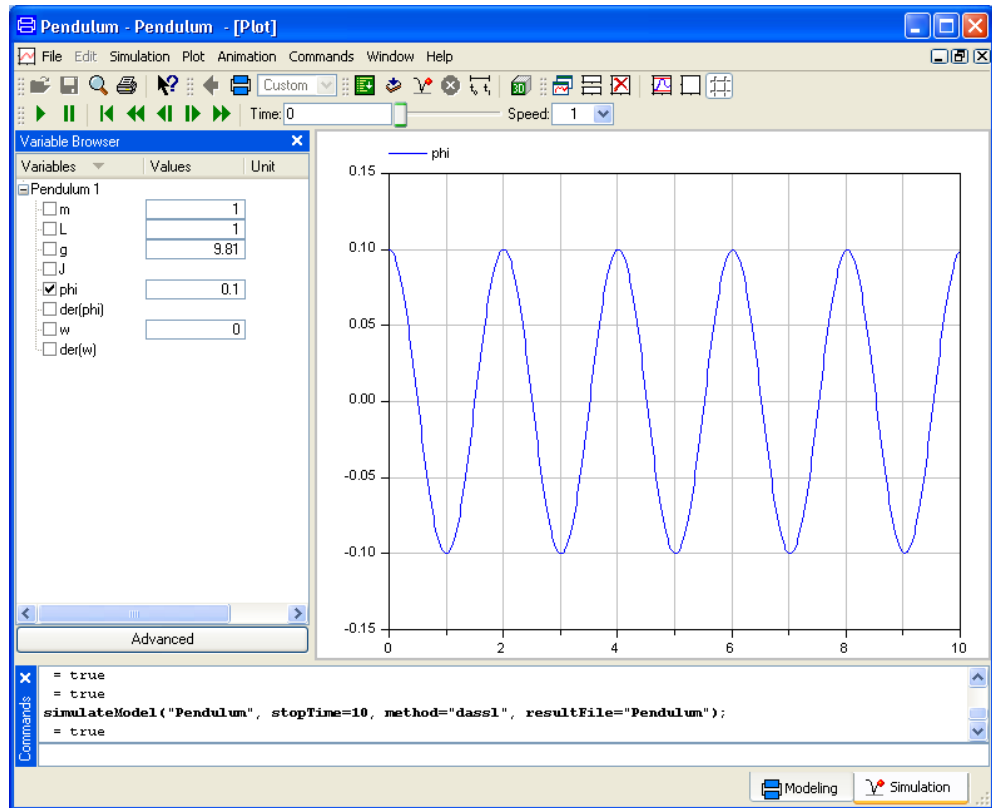 Pendulum - Pendulum - [Plot]
File Edit Simulation Plot Animation Commands Window Help
Custom 3D
Time: 0 Speed: 1
Variable Browser
Variables Values Unit
Pendulum 1
m 1
L 1
g 9.81
J
phi 0.1
der(phi)
w 0
der(w)
Advanced
phi
0.15
0.10
0.05
0.00
-0.05
-0.10
-0.15
0 2 4 6 8 10
Commands
= true
= true
simulateModel("Pendulum", stopTime=10, method="dassl", resultFile="Pendulum");
= true
Modeling Simulation